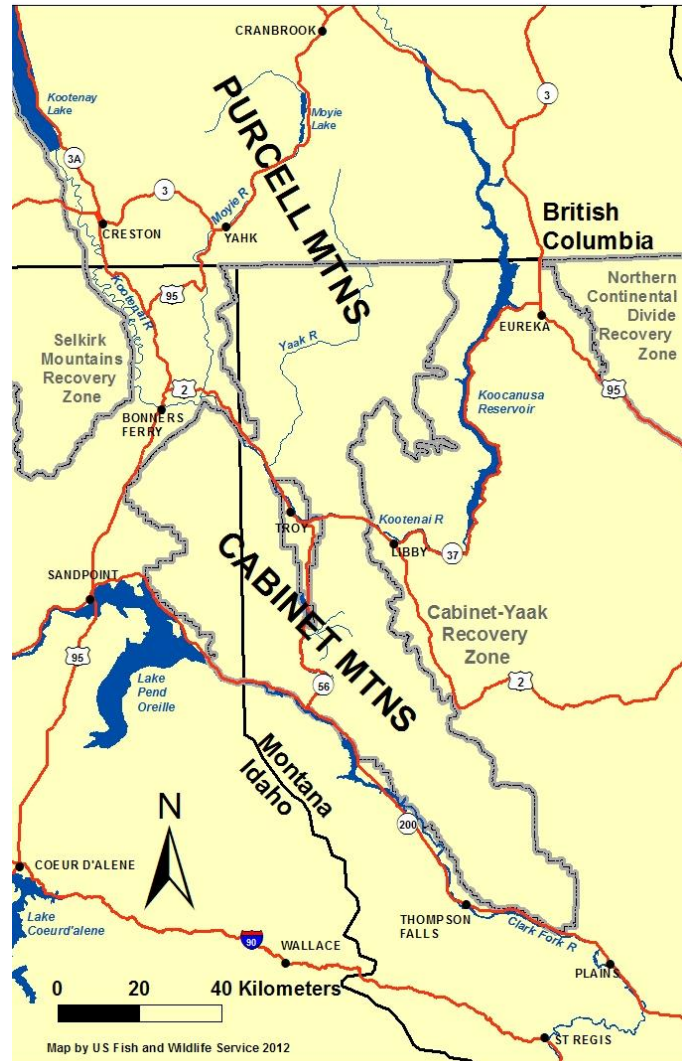 CRANBROOK
Kootenay
Lake
3
Moyie
Lake
PURCELL MTNS
3A
3
Moyie R
CRESTON
YAHK
British
Columbia
Kootenai R
95
Northern
Continental
Divide
Recovery
Zone
EUREKA
Selkirk
Mountains
Recovery
Zone
Yaak R
2
Koocanusa
Reservoir
95
BONNERS
FERRY
TROY
Kootenai R
LIBBY
37
CABINET MTNS
SANDPOINT
Cabinet-Yaak
Recovery
Zone
95
Lake
Pend
Oreille
56
2
Montana
Idaho
N
200
COEUR D'ALENE
THOMPSON
FALLS
Clark Fork R
Lake
Coeurd'alene
90
WALLACE
PLAINS
0 20 40 Kilometers
ST REGIS
Map by US Fish and Wildlife Service 2012